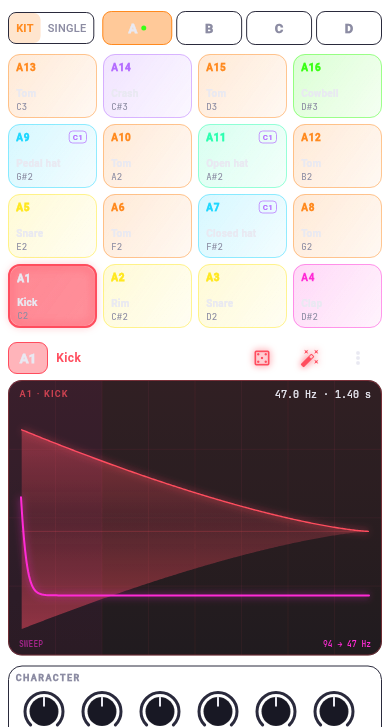 KIT SINGLE A B C D
A13 A14 A15 A16
Tom Crash Tom Cowbell
C3 C#3 D3 D#3
A9 C1 A10 A11 C1 A12
Pedal hat Tom Open hat Tom
G#2 A2 A#2 B2
A5 A6 A7 C1 A8
Snare Tom Closed hat Tom
E2 F2 F#2 G2
A1 A2 A3 A4
Kick Rim Snare
C2 C#2 D2 D#2
A1 Kick
A1 · KICK 47.0 Hz · 1.40 s
SWEEP 94 → 47 Hz
CHARACTER